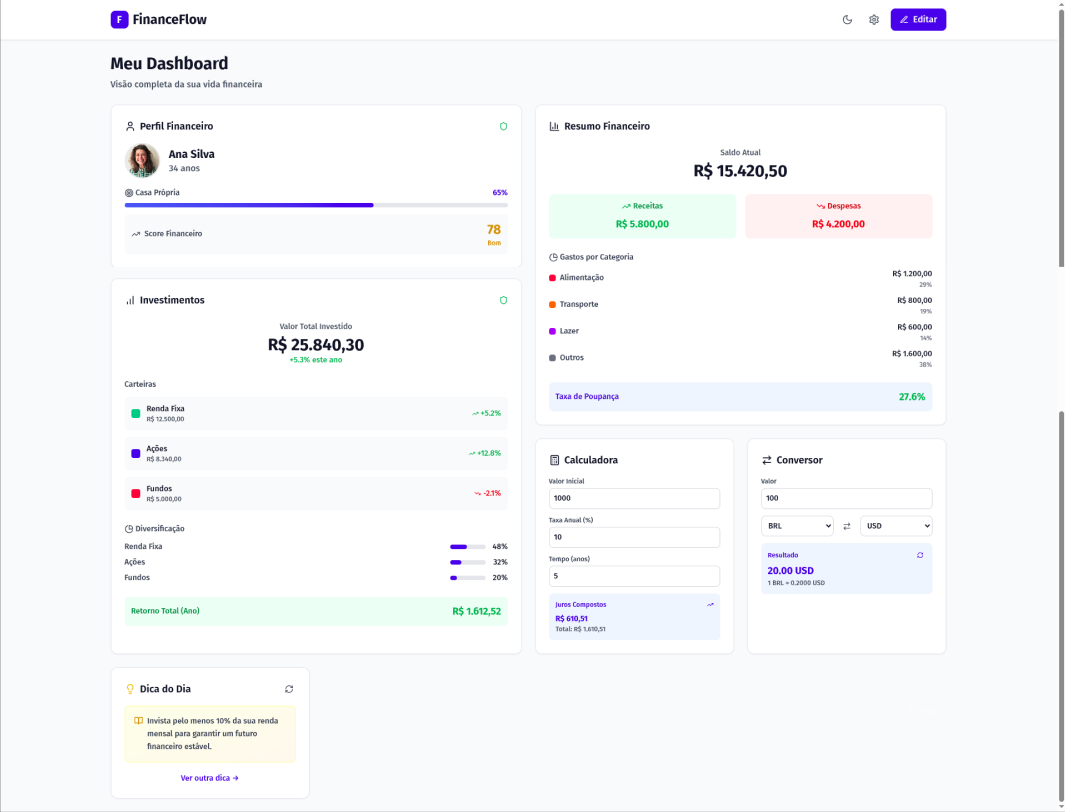 F FinanceFlow
Editar
Meu Dashboard
Visão completa da sua vida financeira
Perfil Financeiro
Ana Silva
34 anos
Casa Própria 65%
Score Financeiro 78
Bom
Investimentos
Valor Total Investido
R$ 25.840,30
+5.3% este ano
Carteiras
Renda Fixa
R$ 12.500,00
+5.2%
Ações
R$ 8.340,00
+12.8%
Fundos
R$ 5.000,00
-2.1%
Diversificação
Renda Fixa 48%
Ações 32%
Fundos 20%
Retorno Total (Ano) R$ 1.612,52
Resumo Financeiro
Saldo Atual
R$ 15.420,50
Receitas
R$ 5.800,00
Despesas
R$ 4.200,00
Gastos por Categoria
Alimentação R$ 1.200,00
29%
Transporte R$ 800,00
19%
Lazer R$ 600,00
14%
Outros R$ 1.600,00
38%
Taxa de Poupança 27,6%
Calculadora
Valor Inicial
1000
Taxa Anual (%)
10
Tempo (anos)
5
Juros Compostos
R$ 610,51
Total: R$ 1.610,51
Conversor
Valor
100
BRL USD
Resultado
20.00 USD
1 BRL = 0.2000 USD
Dica do Dia
Invista pelo menos 10% da sua renda
mensal para garantir um futuro
financeiro estável.
Ver outra dica →